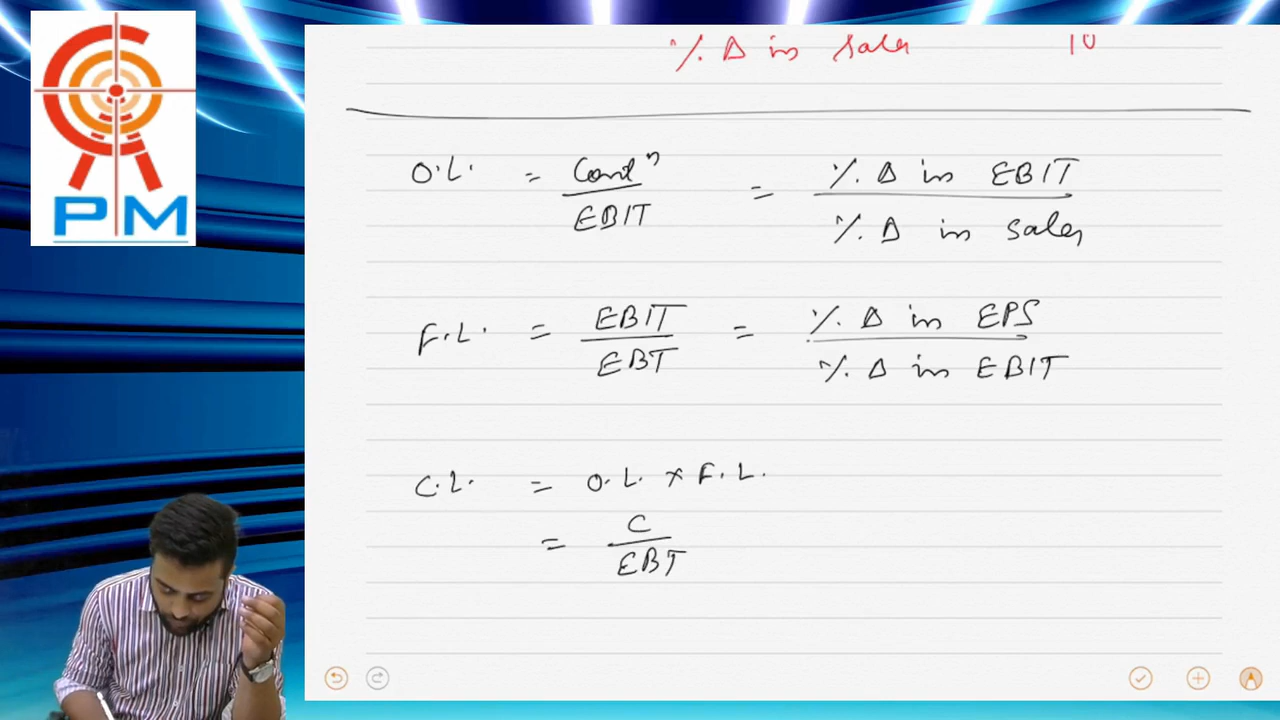 PM
% Δ in sales 10
O.L. = Contⁿ / EBIT = % Δ in EBIT / % Δ in sales
F.L. = EBIT / EBT = % Δ in EPS / % Δ in EBIT
C.L. = O.L. × F.L.
= C / EBT